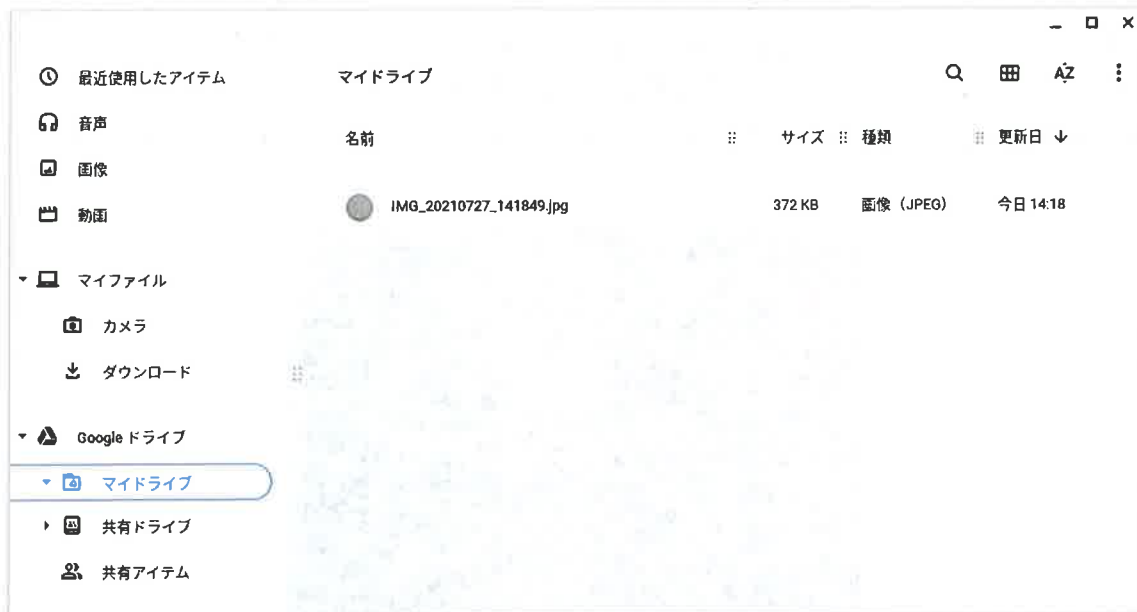 最近使用したアイテム
音声
画像
動画
マイファイル
カメラ
ダウンロード
Google ドライブ
マイドライブ
共有ドライブ
共有アイテム
マイドライブ
AZ
名前 サイズ 種類 更新日
IMG_20210727_141849.jpg 372 KB 画像（JPEG） 今日 14:18